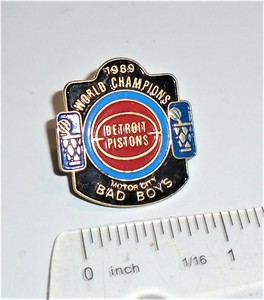 1989
WORLD CHAMPIONS
DETROIT
PISTONS
MOTOR CITY
BAD BOYS
0 inch 1/16 1